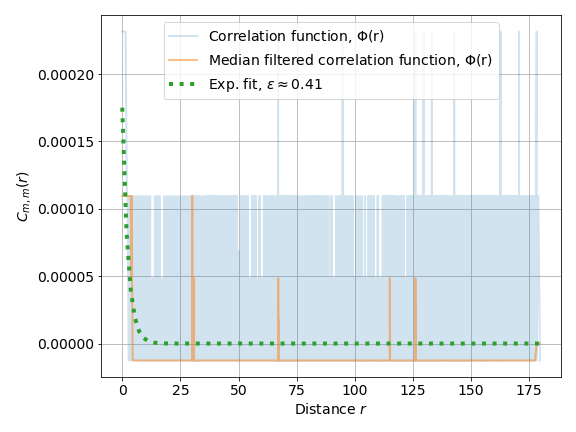 Correlation function, Φ(r)
Median filtered correlation function, Φ(r)
Exp. fit, ε ≈ 0.41
0.00020
0.00015
0.00010
0.00005
0.00000
C_{m,m}(r)
0 25 50 75 100 125 150 175
Distance r